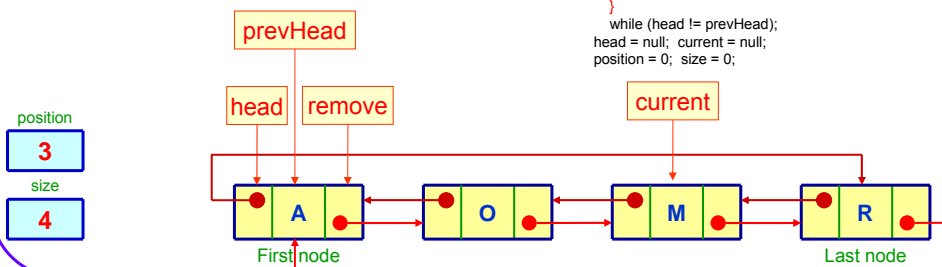 }
while (head != prevHead);
head = null; current = null;
position = 0; size = 0;
prevHead
head
remove
current
position
3
size
4
A
O
M
R
First node
Last node